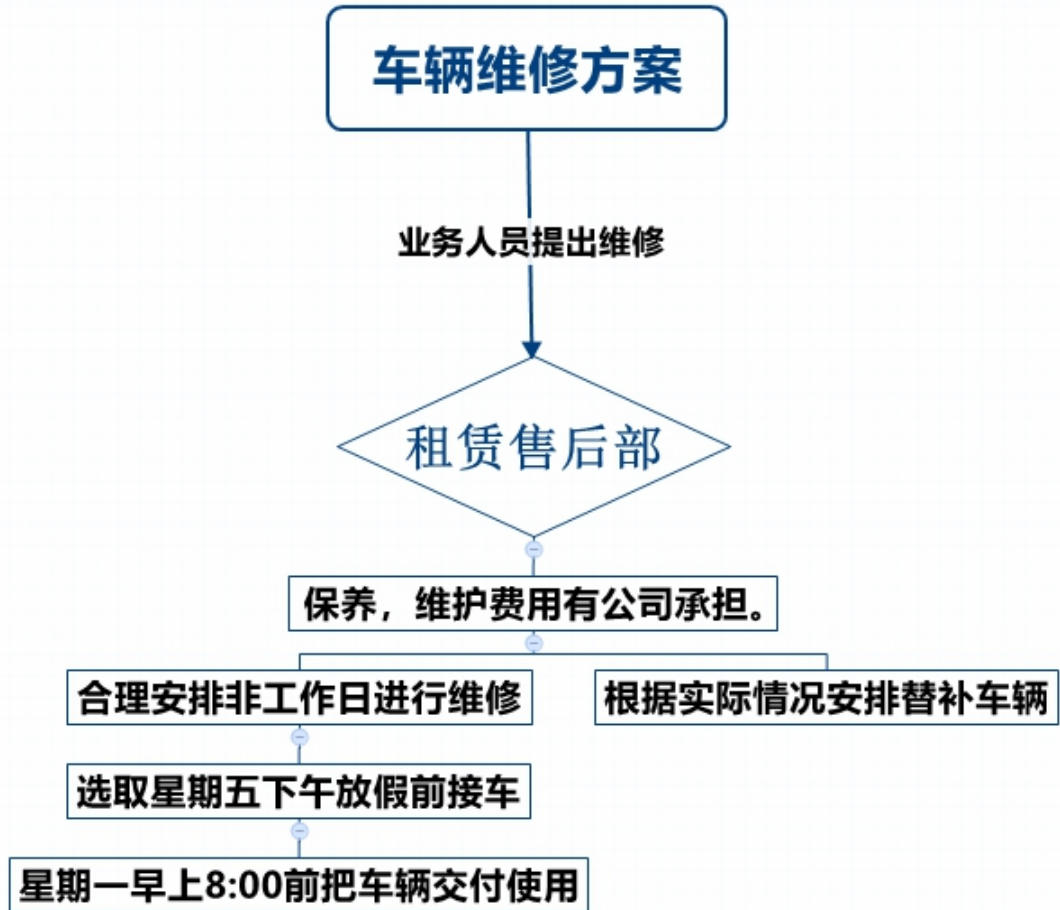 车辆维修方案
业务人员提出维修
租赁售后部
保养，维护费用有公司承担。
合理安排非工作日进行维修
根据实际情况安排替补车辆
选取星期五下午放假前接车
星期一早上8:00前把车辆交付使用